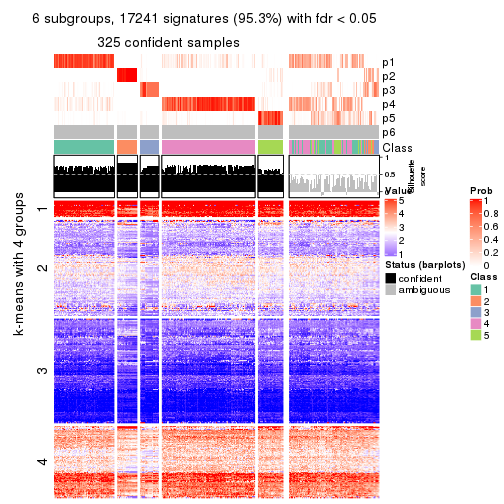 6 subgroups, 17241 signatures (95.3%) with fdr < 0.05
325 confident samples
p1
p2
p3
p4
p5
p6
Class
1
0.5
0
Silhouette
score
k-means with 4 groups
1
2
3
4
Value
5
4
3
2
1
Status (barplots)
confident
ambiguous
Prob
1
0.8
0.6
0.4
0.2
0
Class
1
2
3
4
5